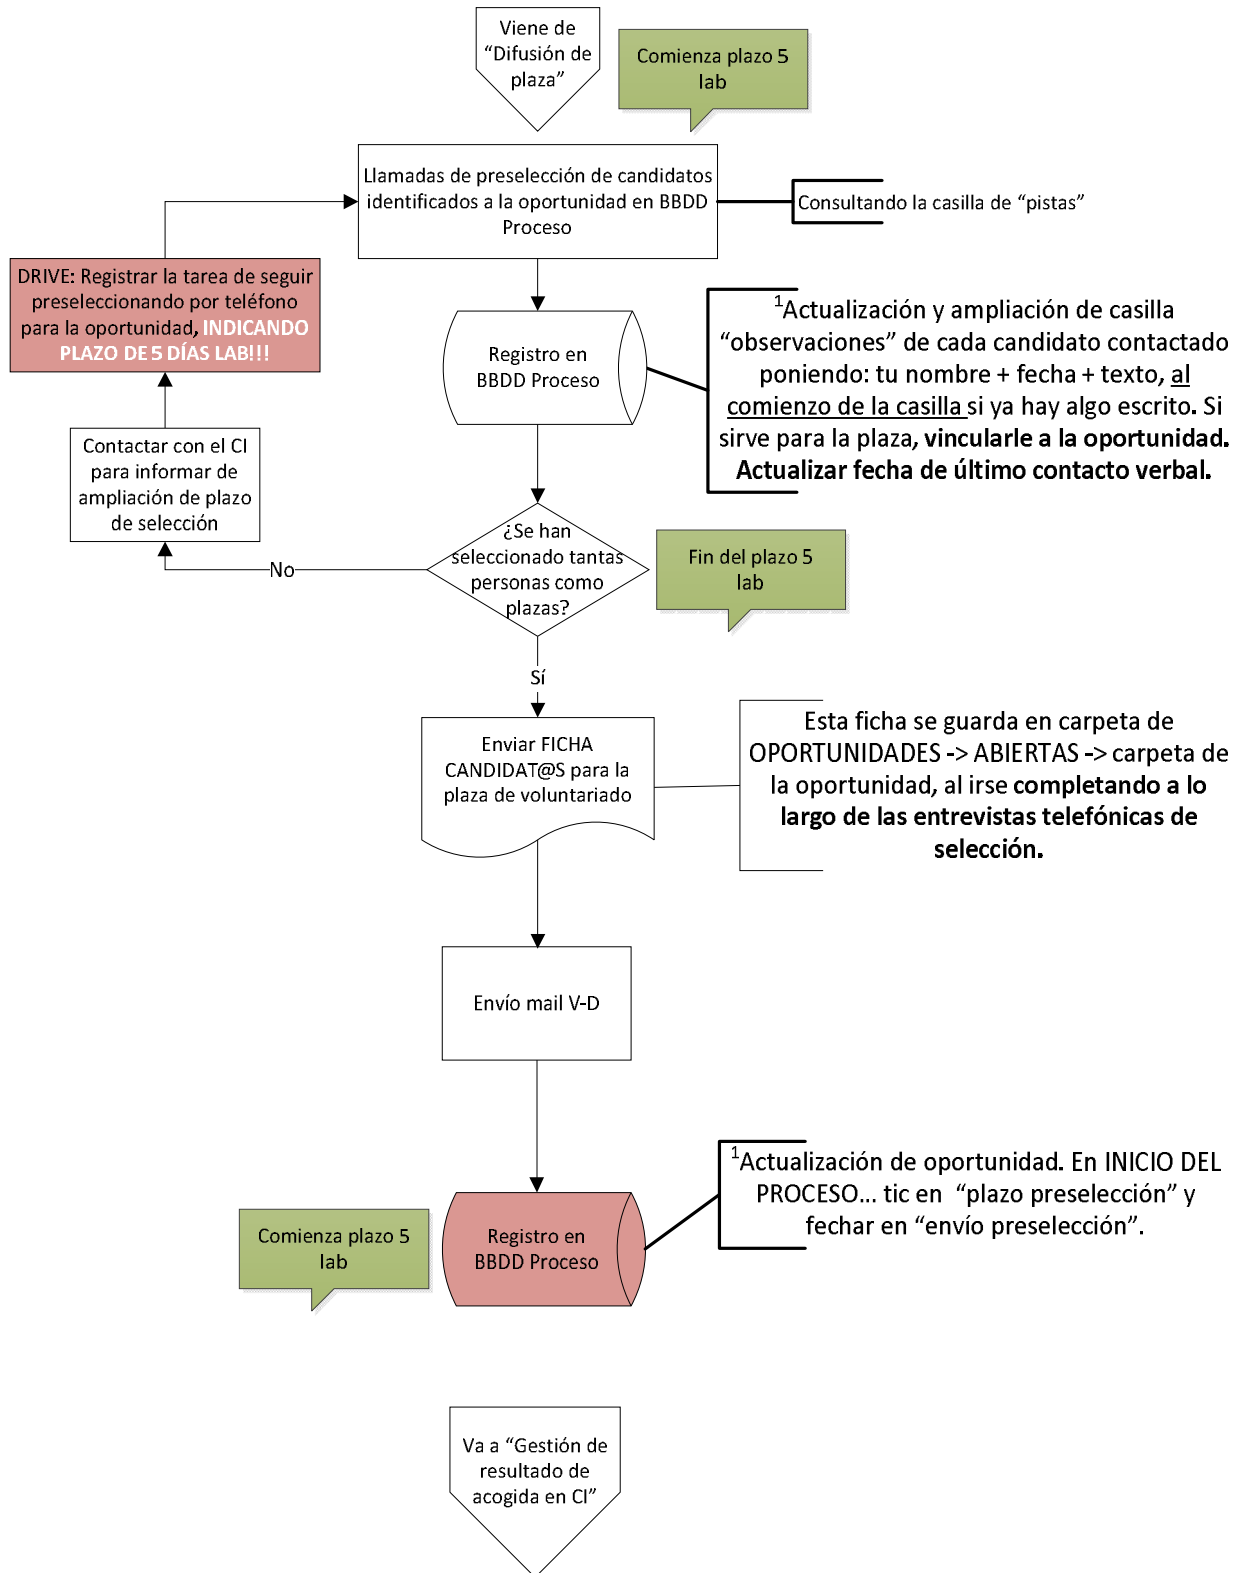 Viene de
“Difusión de
plaza”
Comienza plazo 5
lab
Llamadas de preselección de candidatos
identificados a la oportunidad en BBDD
Proceso
Consultando la casilla de “pistas”
DRIVE: Registrar la tarea de seguir
preseleccionando por teléfono
para la oportunidad, INDICANDO
PLAZO DE 5 DÍAS LAB!!!
Registro en
BBDD Proceso
1Actualización y ampliación de casilla
“observaciones” de cada candidato contactado
poniendo: tu nombre + fecha + texto, al
comienzo de la casilla si ya hay algo escrito. Si
sirve para la plaza, vincularle a la oportunidad.
Actualizar fecha de último contacto verbal.
Contactar con el CI
para informar de
ampliación de plazo
de selección
¿Se han
seleccionado tantas
personas como
plazas?
Fin del plazo 5
lab
No
Sí
Enviar FICHA
CANDIDAT@S para la
plaza de voluntariado
Esta ficha se guarda en carpeta de
OPORTUNIDADES -> ABIERTAS -> carpeta de
la oportunidad, al irse completando a lo
largo de las entrevistas telefónicas de
selección.
Envío mail V-D
Registro en
BBDD Proceso
1Actualización de oportunidad. En INICIO DEL
PROCESO... tic en “plazo preselección” y
fechar en “envío preselección”.
Comienza plazo 5
lab
Va a “Gestión de
resultado de
acogida en CI”